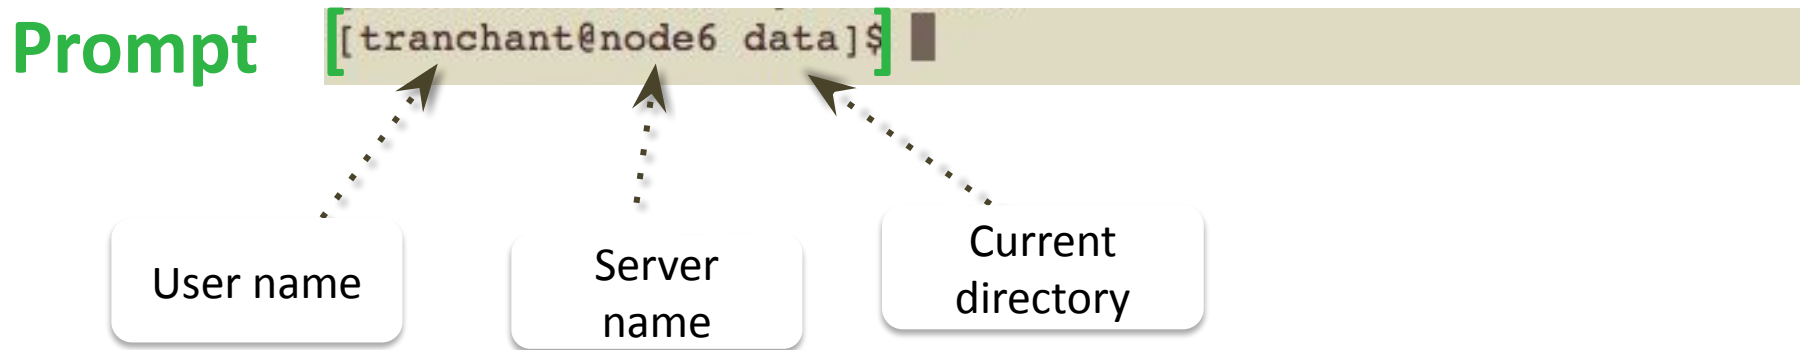 Prompt
[tranchant@node6 data]$
User name
Server
name
Current
directory